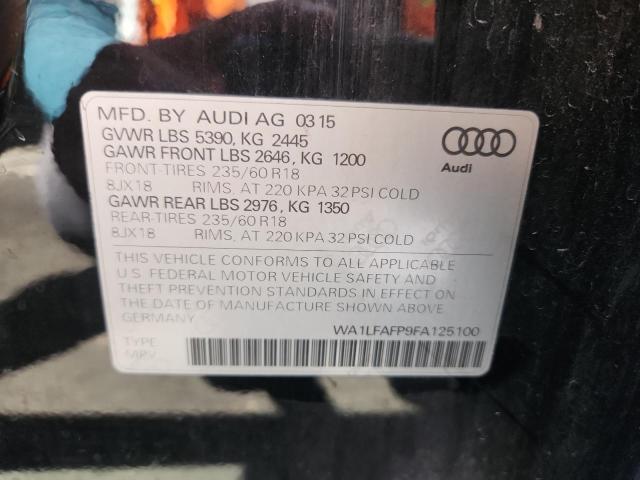 MFD. BY AUDI AG 03 15
GVWR LBS 5390, KG 2445
GAWR FRONT LBS 2646, KG 1200
FRONT-TIRES 235/60 R18
8JX18 RIMS, AT 220 KPA 32 PSI COLD
GAWR REAR LBS 2976, KG 1350
REAR-TIRES 235/60 R18
8JX18 RIMS, AT 220 KPA 32 PSI COLD
Audi
THIS VEHICLE CONFORMS TO ALL APPLICABLE
U.S. FEDERAL MOTOR VEHICLE SAFETY AND
THEFT PREVENTION STANDARDS IN EFFECT ON
THE DATE OF MANUFACTURE SHOWN ABOVE.
GERMANY
WA1LFAFP9FA125100
TYPE
MPV